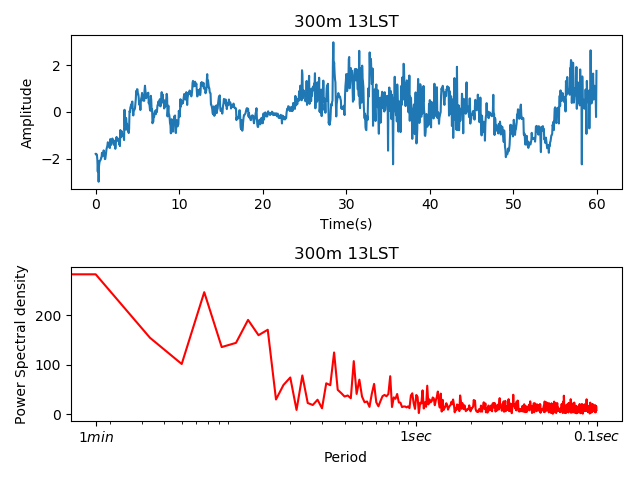 300m 13LST
2
0
−2
Amplitude
0 10 20 30 40 50 60
Time(s)
300m 13LST
200
100
0
Power Spectral density
1min 1sec 0.1sec
Period